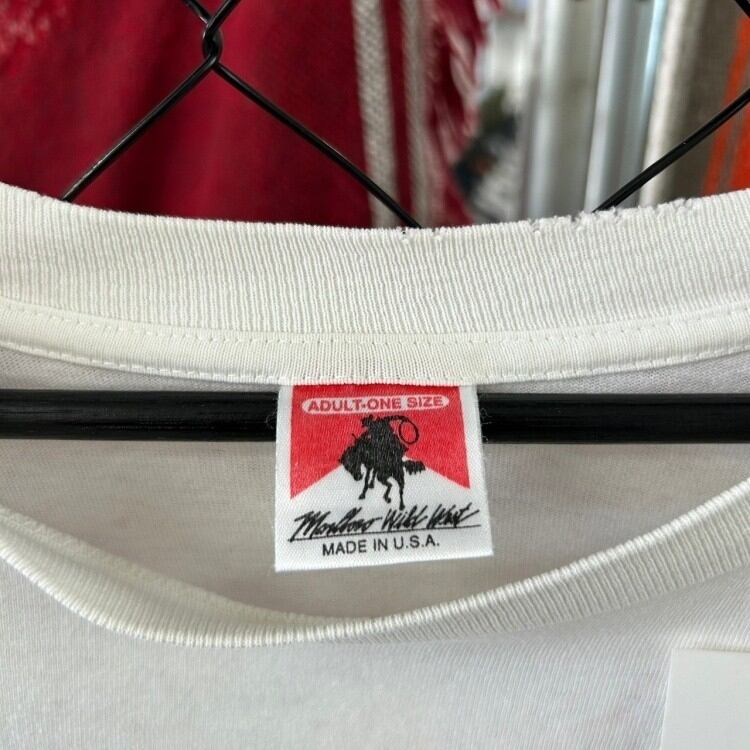 ADULT-ONE SIZE
Marlboro Wild West
MADE IN U.S.A.